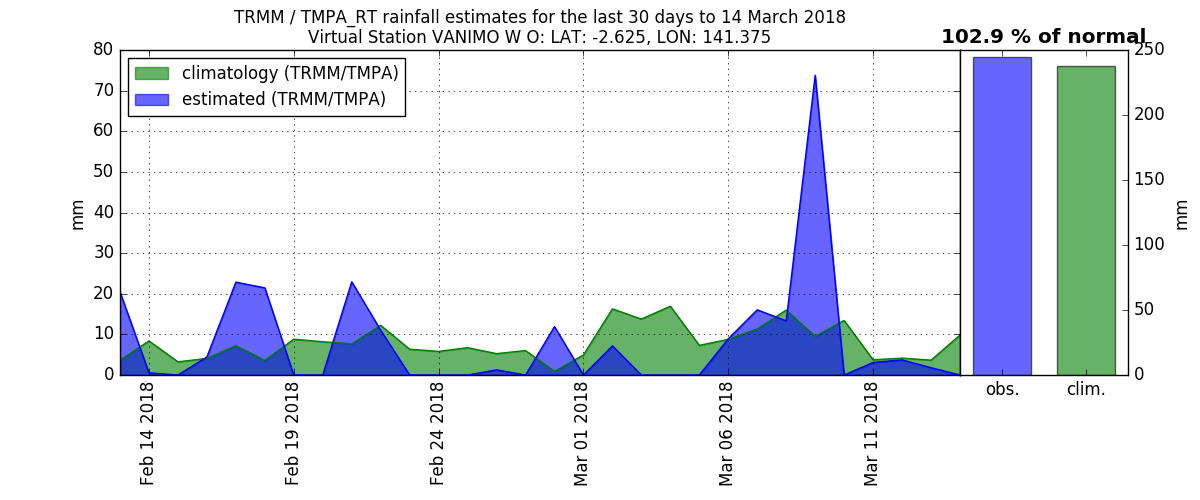 TRMM / TMPA_RT rainfall estimates for the last 30 days to 14 March 2018
Virtual Station VANIMO W O: LAT: -2.625, LON: 141.375
102.9 % of normal
climatology (TRMM/TMPA)
estimated (TRMM/TMPA)
mm
80
70
60
50
40
30
20
10
0
Feb 14 2018
Feb 19 2018
Feb 24 2018
Mar 01 2018
Mar 06 2018
Mar 11 2018
250
200
150
100
50
0
mm
obs.
clim.